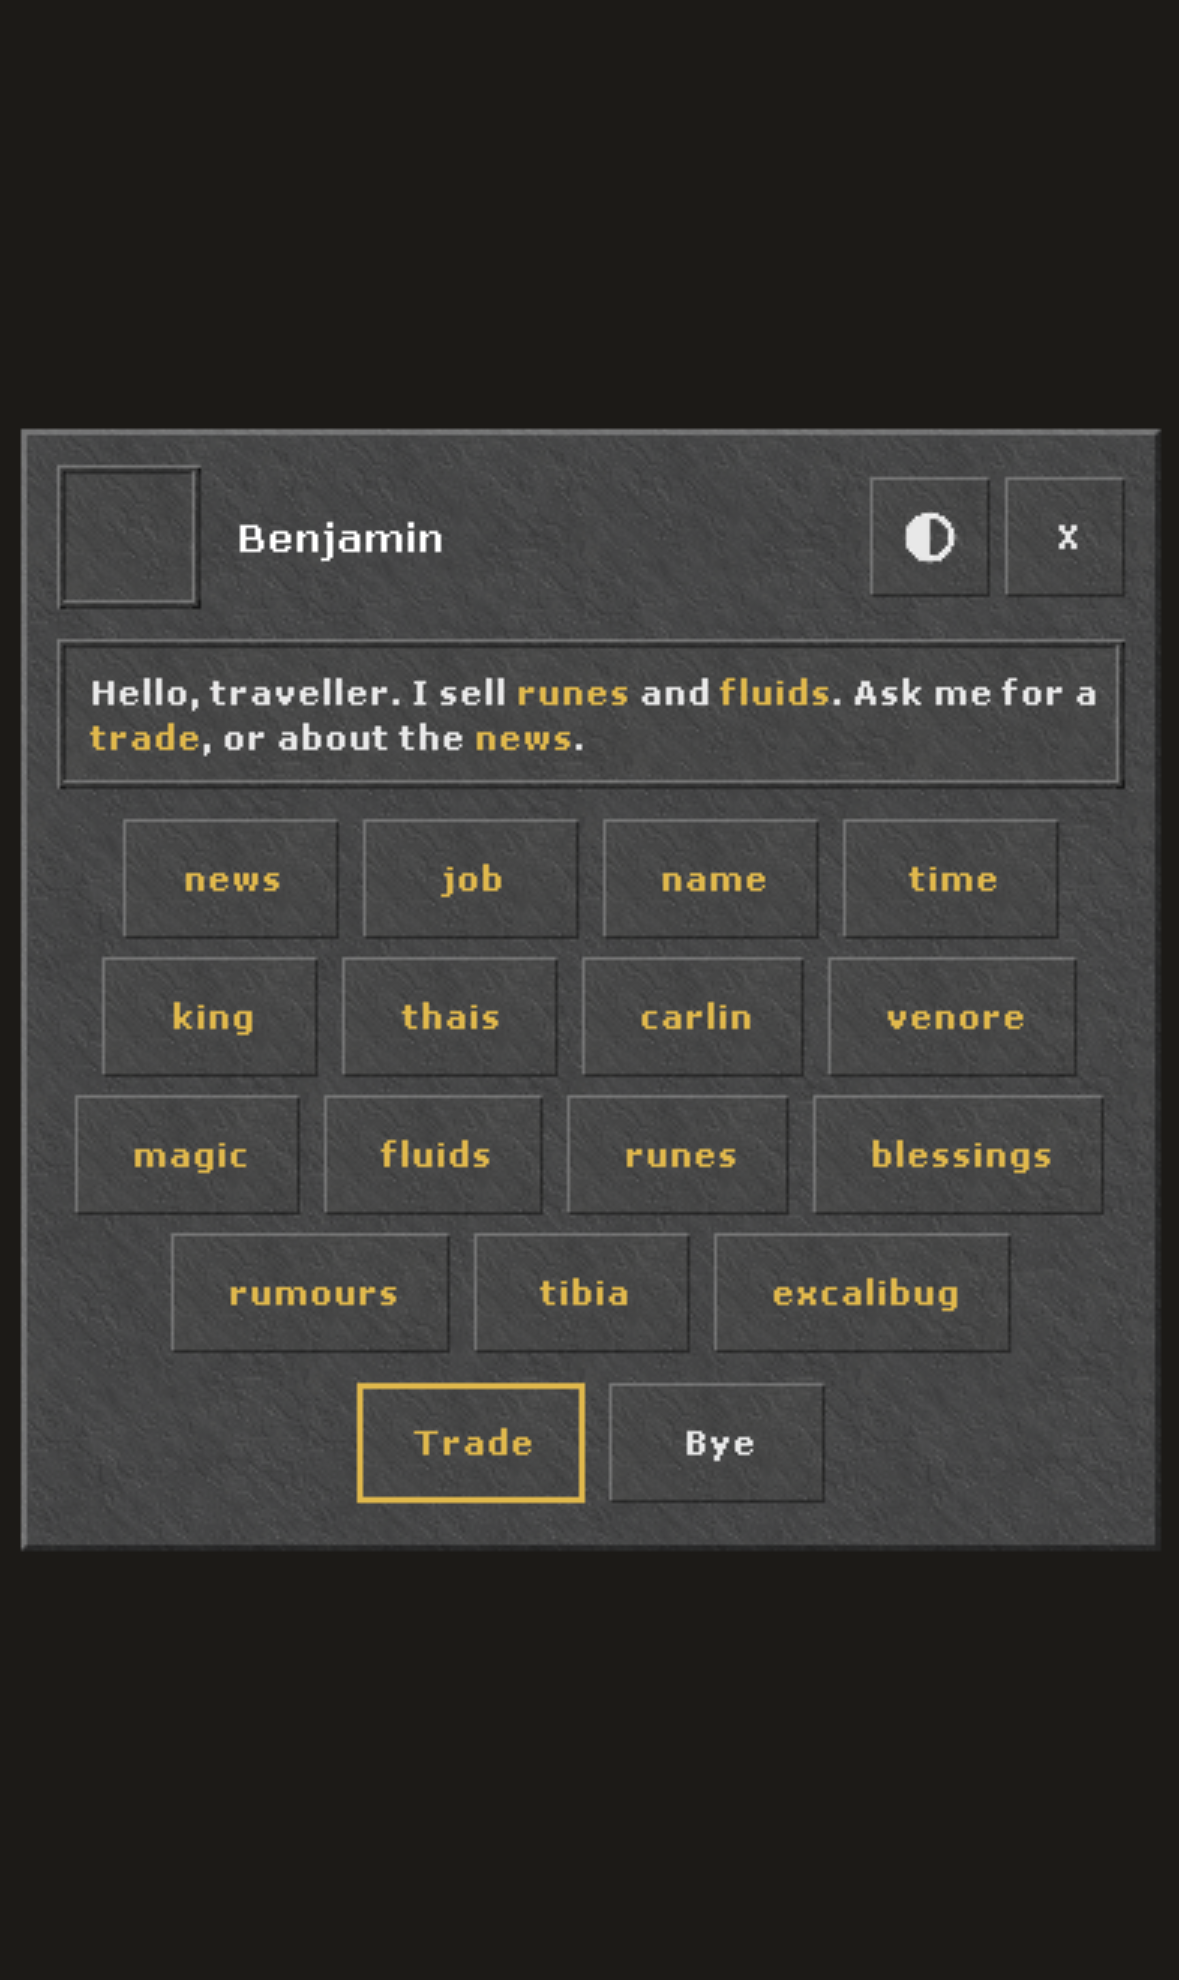 Benjamin
X
Hello, traveller. I sell runes and fluids. Ask me for a
trade, or about the news.
news job name time
king thais carlin venore
magic fluids runes blessings
rumours tibia excalibug
Trade Bye